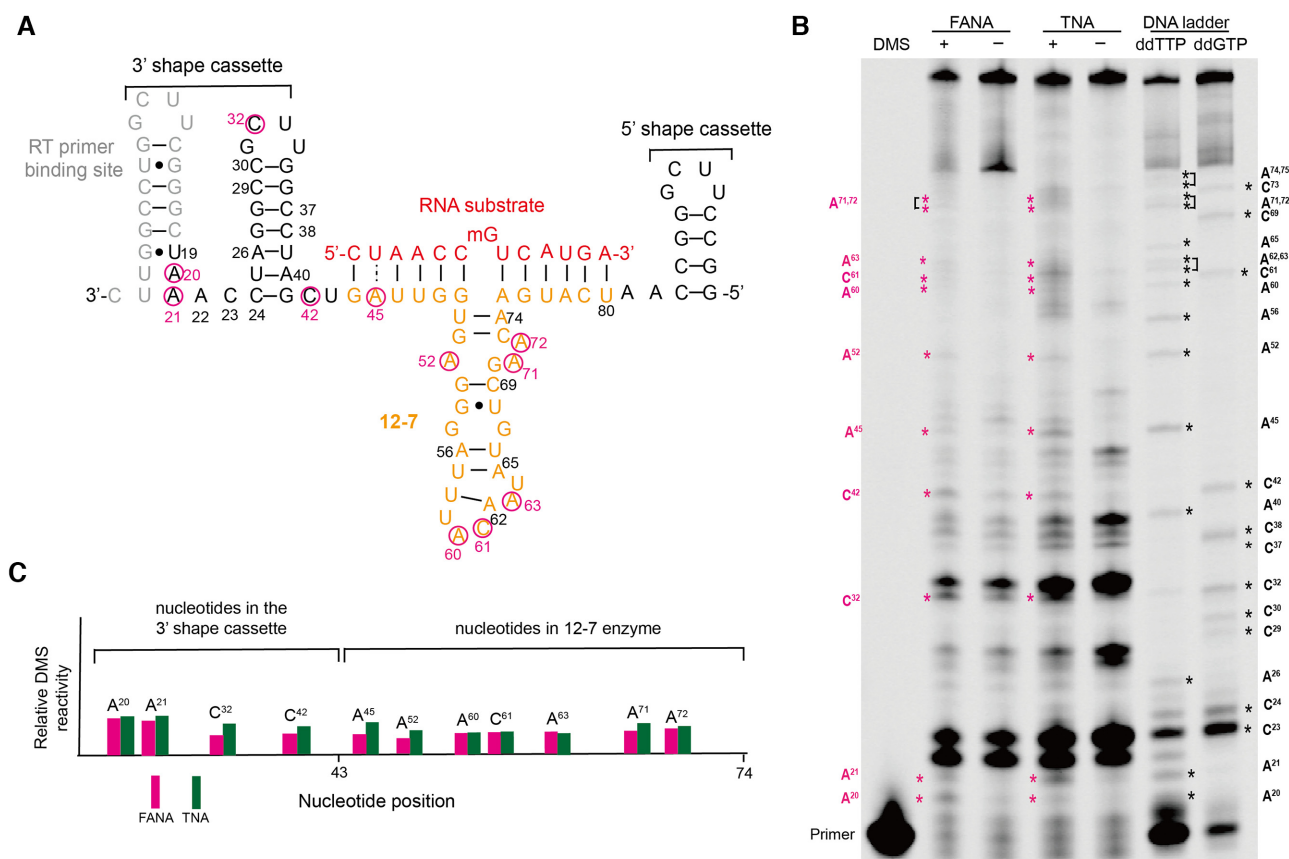 A
3' shape cassette
RT primer
binding site
5' shape cassette
RNA substrate
mG
5'-C U A A C C U C A U G A-3'
C U
G U
G C
U G
C G
C G
G C
G U 19
U A 20
3'-C U A A C C G C U G A U U G G A G U A C U A A C G -5'
21 22 23 24 42 45 80
32 C U
G U
30 C G
29 C G
G C 37
G C 38
26 A U
U A 40
C U
G U
G C
C G
C G
U A 74
G C A 72
52 A G A 71
G C 69
12-7
G U
G G
56 A U
U A 65
U U
U A A 63
62
A C
60 61
B
FANA TNA DNA ladder
DMS + − + − ddTTP ddGTP
A71,72
A63
C61
A60
A52
A45
C42
C32
A21
A20
Primer
A74,75
C73
A71,72
C69
A65
A62,63
C61
A60
A56
A52
A45
C42
A40
C38
C37
C32
C30
C29
A26
C24
C23
A21
A20
C
nucleotides in the
3' shape cassette
nucleotides in 12-7 enzyme
Relative DMS
reactivity
A20 A21 C32 C42 A45 A52 A60 C61 A63 A71 A72
43 74
Nucleotide position
FANA TNA